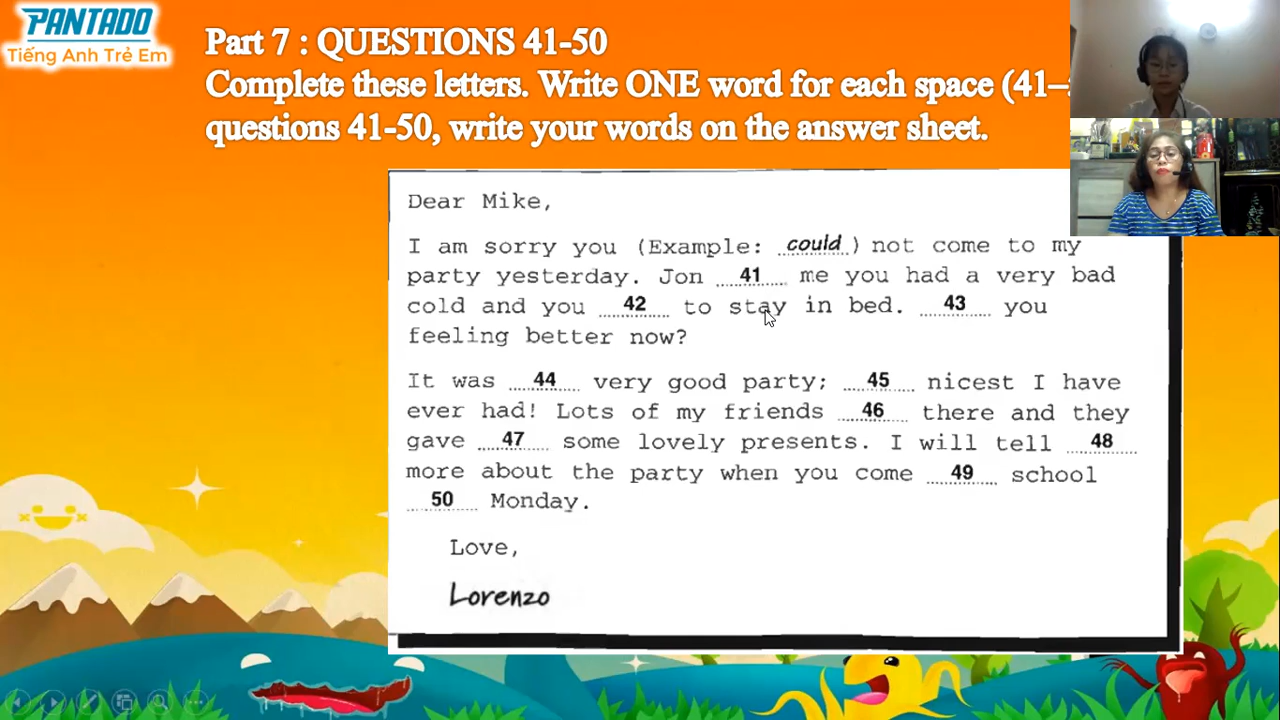 PANTADO
Tiếng Anh Trẻ Em
Part 7 : QUESTIONS 41-50
Complete these letters. Write ONE word for each space (41–
questions 41-50, write your words on the answer sheet.
Dear Mike,
I am sorry you (Example: could) not come to my
party yesterday. Jon 41 me you had a very bad
cold and you 42 to stay in bed. 43 you
feeling better now?
It was 44 very good party; 45 nicest I have
ever had! Lots of my friends 46 there and they
gave 47 some lovely presents. I will tell 48
more about the party when you come 49 school
50 Monday.
Love,
Lorenzo